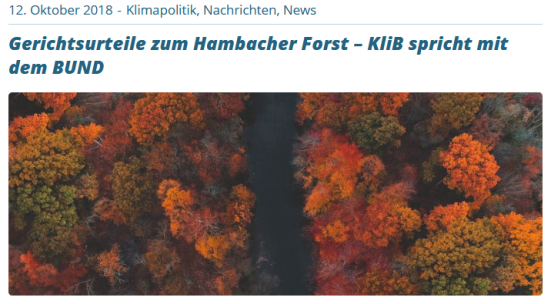 12. Oktober 2018 - Klimapolitik, Nachrichten, News
Gerichtsurteile zum Hambacher Forst – KliB spricht mit
dem BUND